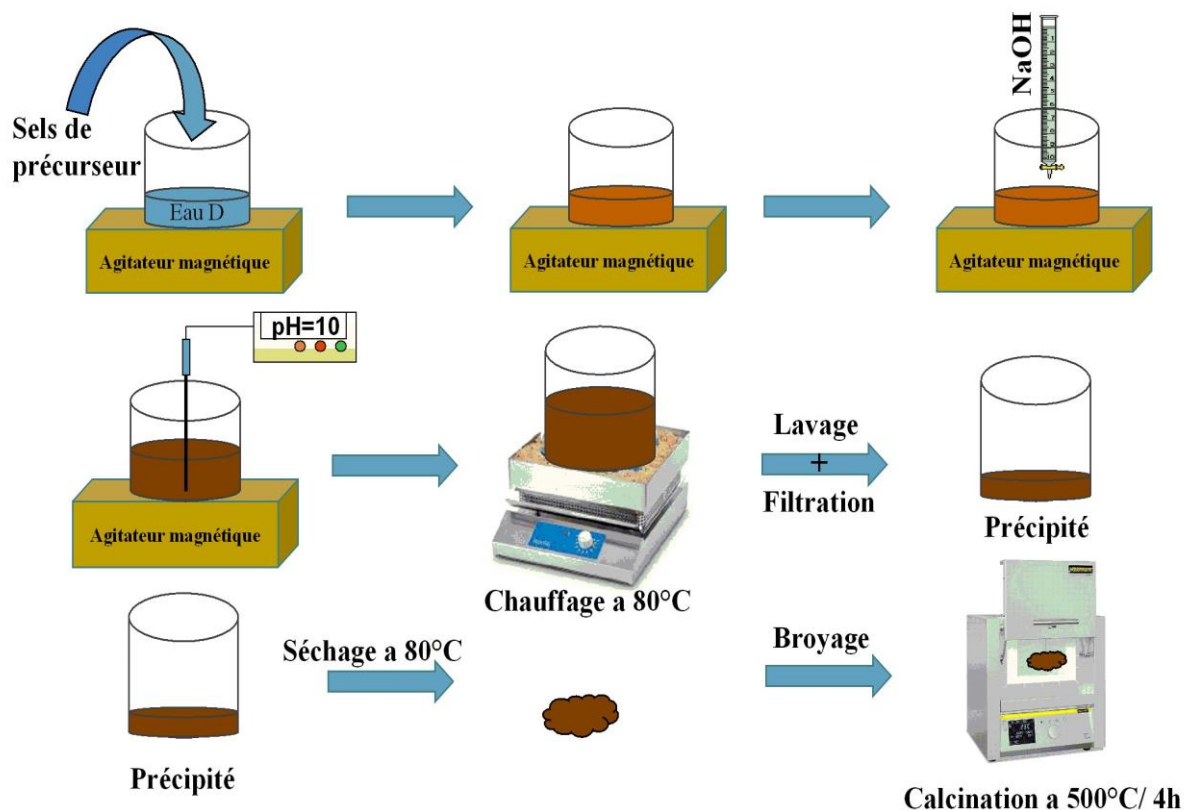 Sels de
précurseur
Eau D
Agitateur magnétique
Agitateur magnétique
NaOH
Agitateur magnétique
pH=10
Agitateur magnétique
Chauffage a 80°C
Lavage
+
Filtration
Précipité
Précipité
Séchage a 80°C
Broyage
Calcination a 500°C/ 4h